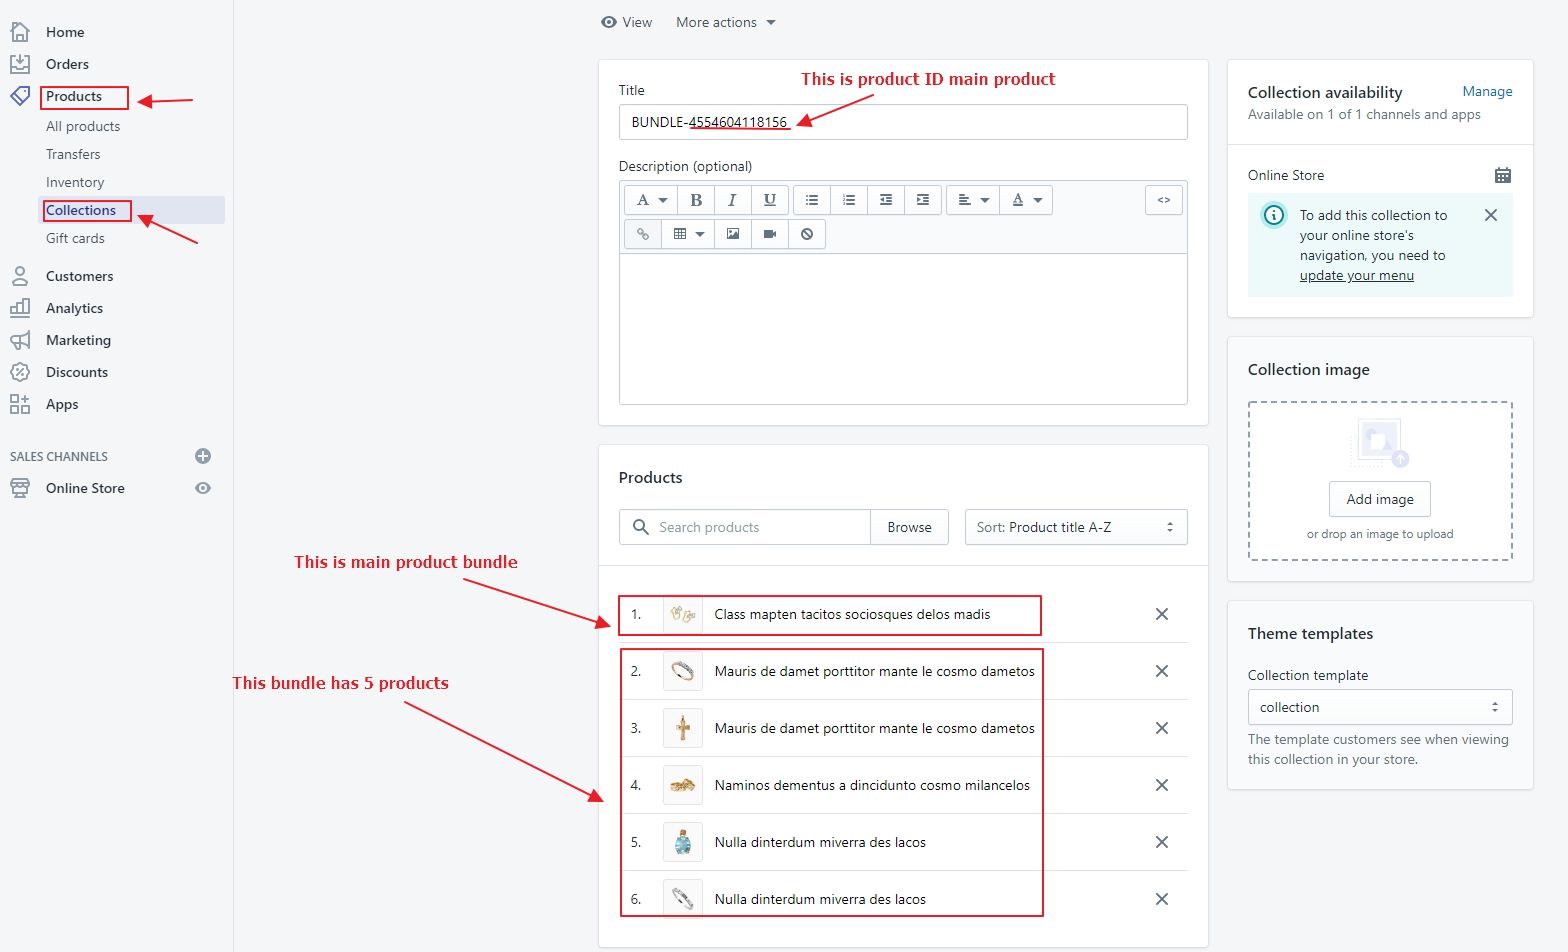 Home
Orders
Products
All products
Transfers
Inventory
Collections
Gift cards
Customers
Analytics
Marketing
Discounts
Apps
SALES CHANNELS
Online Store
View More actions
This is product ID main product
Title
BUNDLE-4554604118156
Description (optional)
A B I U A <>
Products
Search products Browse Sort: Product title A-Z
This is main product bundle
1. Class mapten tacitos sociosques delos madis
This bundle has 5 products
2. Mauris de damet porttitor mante le cosmo dametos
3. Mauris de damet porttitor mante le cosmo dametos
4. Naminos dementus a dincidunto cosmo milancelos
5. Nulla dinterdum miverra des lacos
6. Nulla dinterdum miverra des lacos
Collection availability Manage
Available on 1 of 1 channels and apps
Online Store
To add this collection to
your online store's
navigation, you need to
update your menu
Collection image
Add image
or drop an image to upload
Theme templates
Collection template
collection
The template customers see when viewing
this collection in your store.